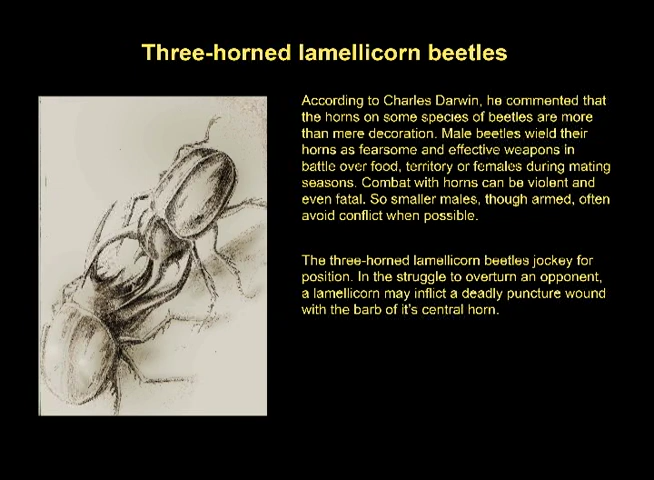 Three-horned lamellicorn beetles
According to Charles Darwin, he commented that
the horns on some species of beetles are more
than mere decoration. Male beetles wield their
horns as fearsome and effective weapons in
battle over food, territory or females during mating
seasons. Combat with horns can be violent and
even fatal. So smaller males, though armed, often
avoid conflict when possible.
The three-horned lamellicorn beetles jockey for
position. In the struggle to overturn an opponent,
a lamellicorn may inflict a deadly puncture wound
with the barb of it's central horn.